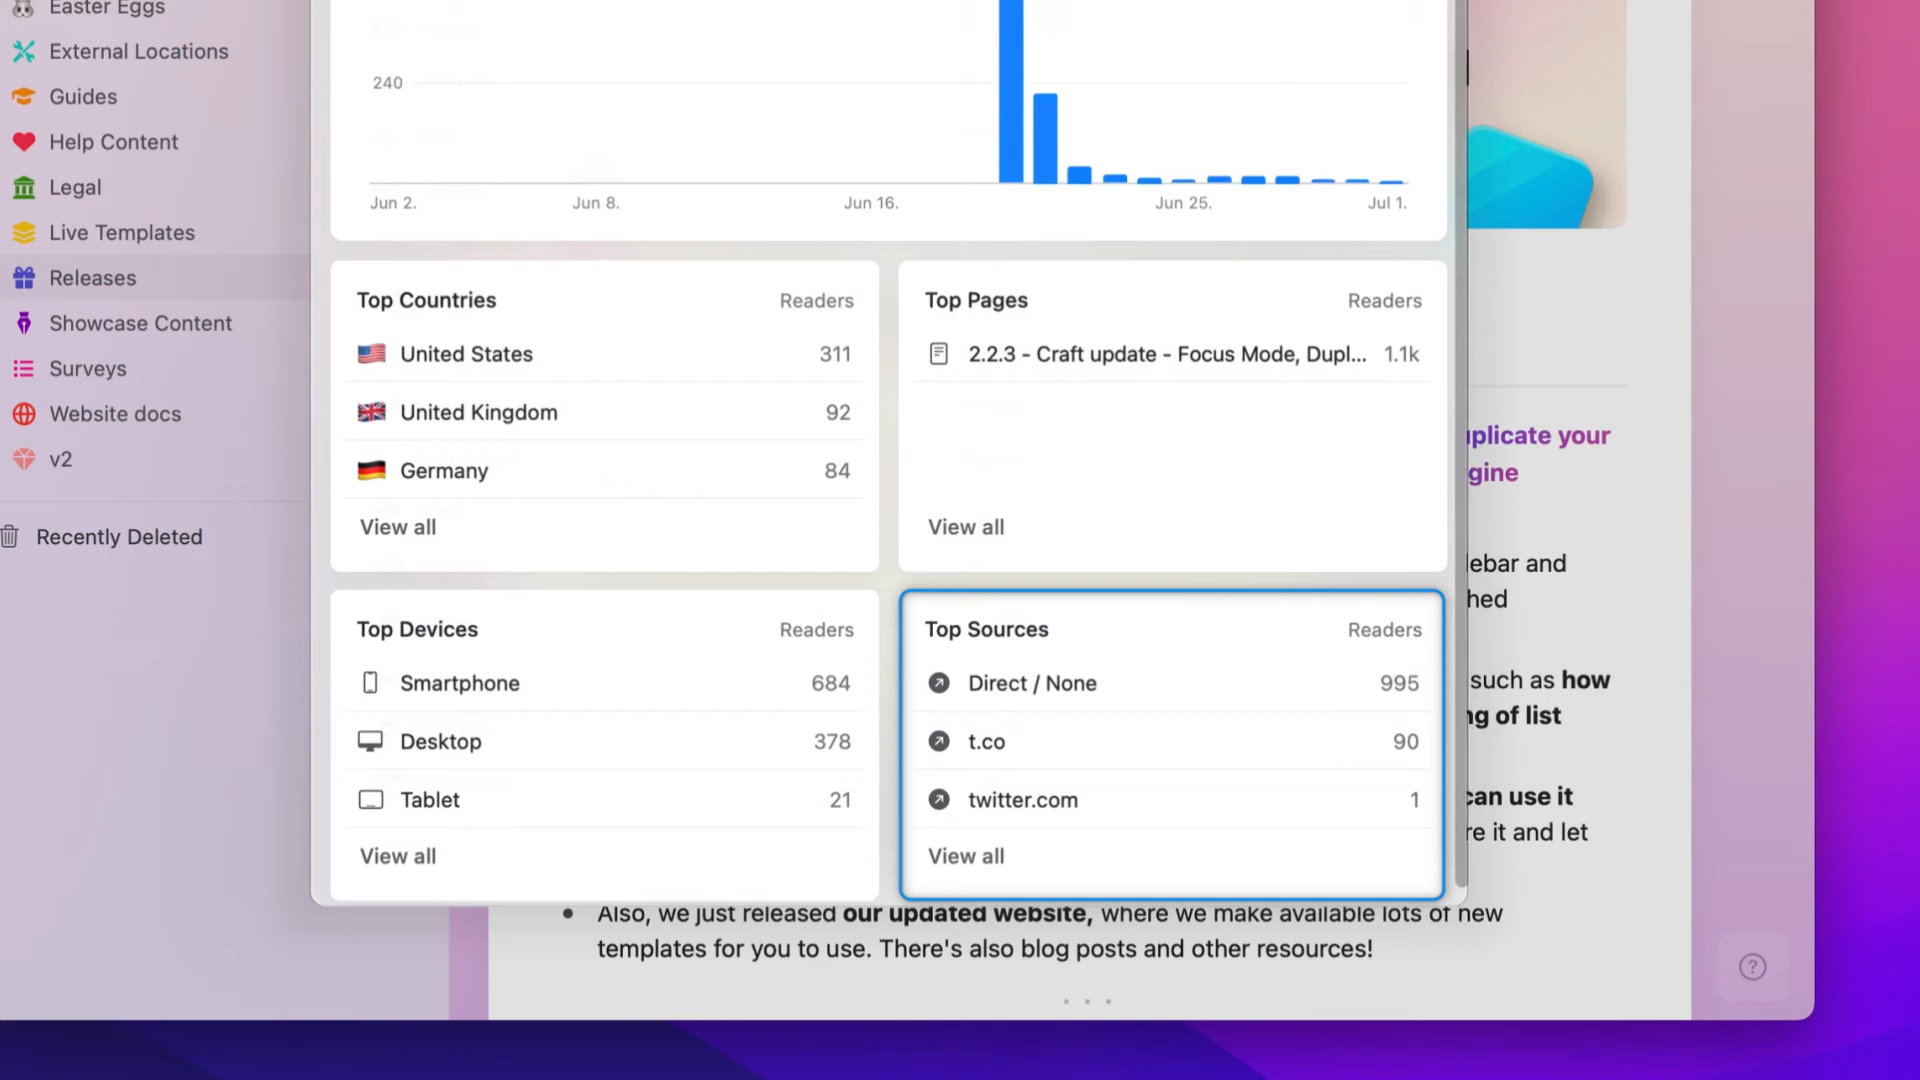 Easter Eggs
External Locations
Guides
Help Content
Legal
Live Templates
Releases
Showcase Content
Surveys
Website docs
v2
Recently Deleted
240
Jun 2. Jun 8. Jun 16. Jun 25. Jul 1.
Top Countries Readers
United States 311
United Kingdom 92
Germany 84
View all
Top Pages Readers
2.2.3 - Craft update - Focus Mode, Dupl... 1.1k
View all
Top Devices Readers
Smartphone 684
Desktop 378
Tablet 21
View all
Top Sources Readers
Direct / None 995
t.co 90
twitter.com 1
View all
plicate your
gine
ebar and
hed
such as how
ng of list
can use it
re it and let
Also, we just released our updated website, where we make available lots of new
templates for you to use. There's also blog posts and other resources!